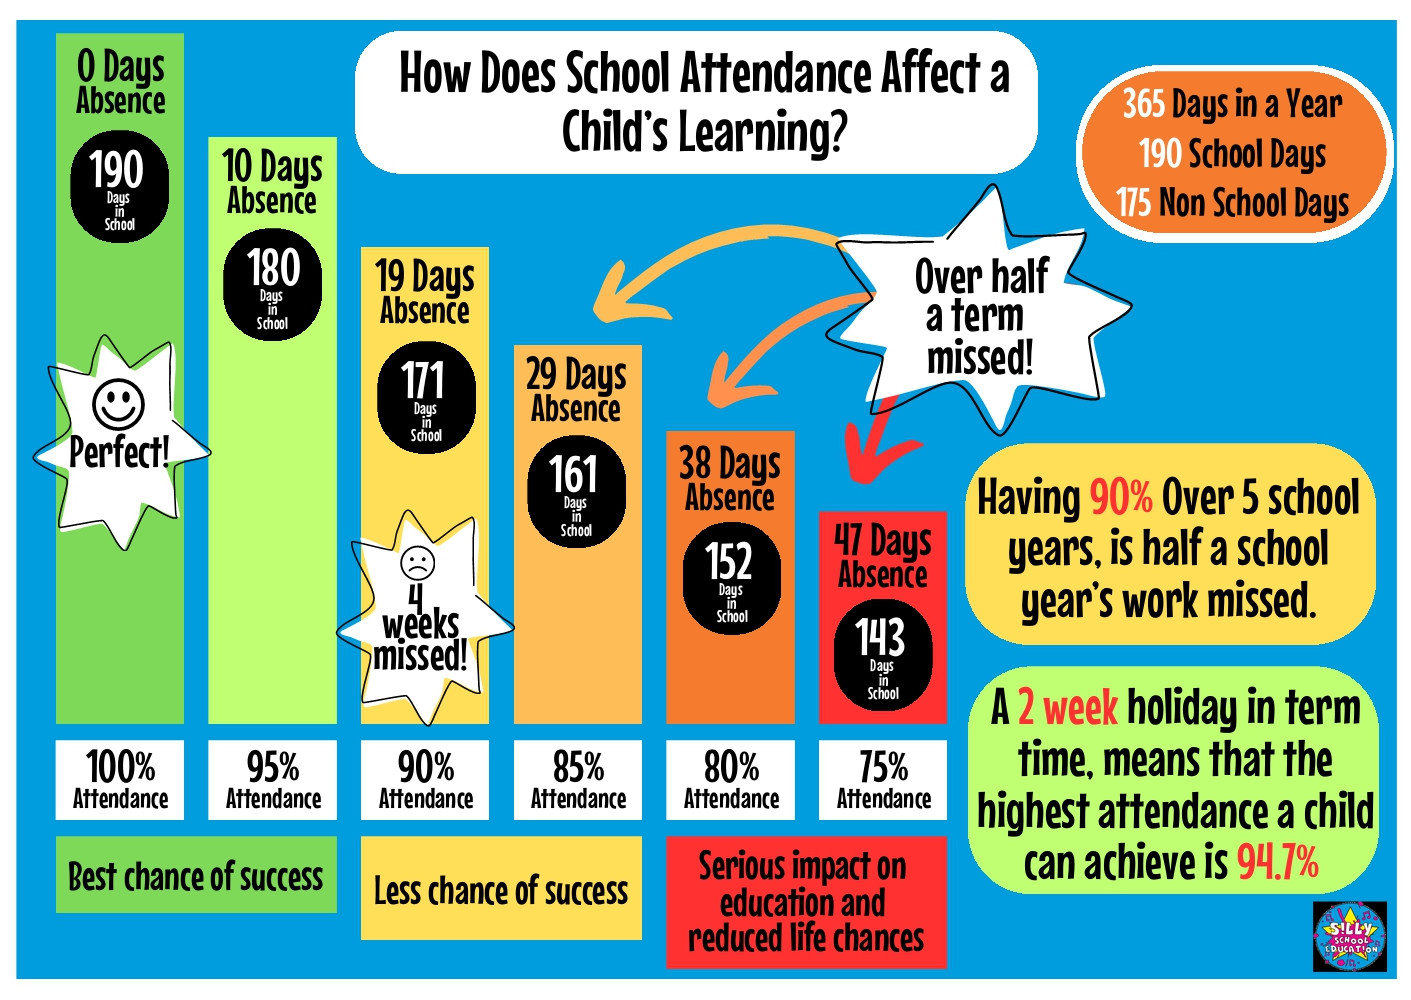 How Does School Attendance Affect a
Child's Learning?
365 Days in a Year
190 School Days
175 Non School Days
0 Days
Absence
190
Days
in
School
Perfect!
10 Days
Absence
180
Days
in
School
19 Days
Absence
171
Days
in
School
4
weeks
missed!
29 Days
Absence
161
Days
in
School
38 Days
Absence
152
Days
in
School
47 Days
Absence
143
Days
in
School
Over half
a term
missed!
100%
Attendance
95%
Attendance
90%
Attendance
85%
Attendance
80%
Attendance
75%
Attendance
Best chance of success
Less chance of success
Serious impact on
education and
reduced life chances
Having 90% Over 5 school
years, is half a school
year's work missed.
A 2 week holiday in term
time, means that the
highest attendance a child
can achieve is 94.7%
SILLY
SCHOOL
EDUCATION